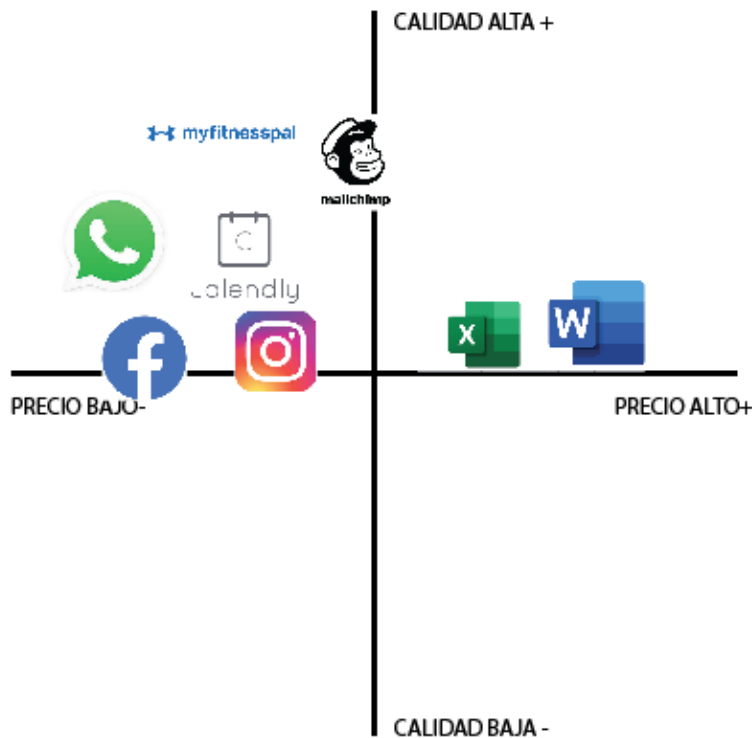 CALIDAD ALTA +
myfitnesspal
mailchimp
C
Calendly
X
W
PRECIO BAJO-
PRECIO ALTO+
CALIDAD BAJA -